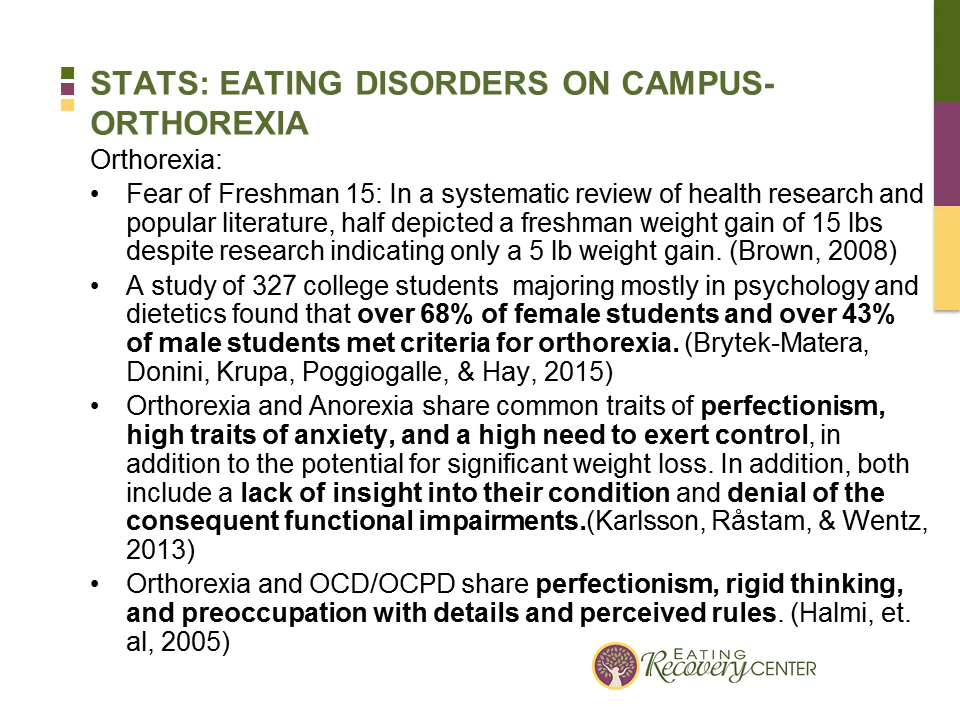 STATS: EATING DISORDERS ON CAMPUS-
ORTHOREXIA
Orthorexia:
• Fear of Freshman 15: In a systematic review of health research and
popular literature, half depicted a freshman weight gain of 15 lbs
despite research indicating only a 5 lb weight gain. (Brown, 2008)
• A study of 327 college students  majoring mostly in psychology and
dietetics found that over 68% of female students and over 43%
of male students met criteria for orthorexia. (Brytek-Matera,
Donini, Krupa, Poggiogalle, & Hay, 2015)
• Orthorexia and Anorexia share common traits of perfectionism,
high traits of anxiety, and a high need to exert control, in
addition to the potential for significant weight loss. In addition, both
include a lack of insight into their condition and denial of the
consequent functional impairments.(Karlsson, Råstam, & Wentz,
2013)
• Orthorexia and OCD/OCPD share perfectionism, rigid thinking,
and preoccupation with details and perceived rules. (Halmi, et.
al, 2005)
EATING
Recovery CENTER